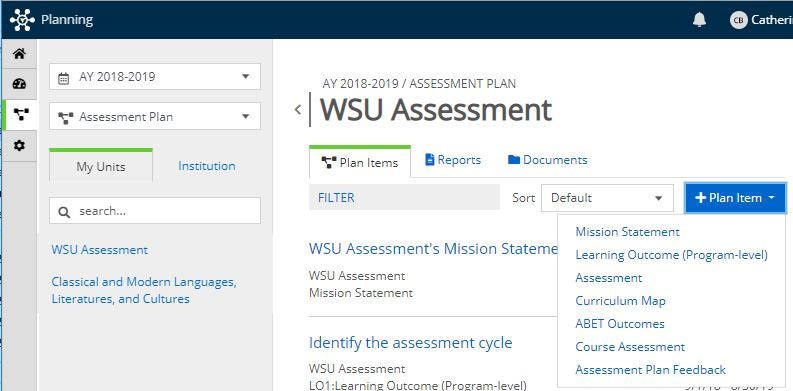 Planning
CB Catheri
AY 2018-2019
Assessment Plan
My Units
Institution
search...
WSU Assessment
Classical and Modern Languages,
Literatures, and Cultures
AY 2018-2019 / ASSESSMENT PLAN
WSU Assessment
Plan Items
Reports
Documents
FILTER
Sort
Default
+ Plan Item
Mission Statement
Learning Outcome (Program-level)
Assessment
Curriculum Map
ABET Outcomes
Course Assessment
Assessment Plan Feedback
WSU Assessment's Mission Stateme
WSU Assessment
Mission Statement
Identify the assessment cycle
WSU Assessment
LO1:Learning Outcome (Program-level)